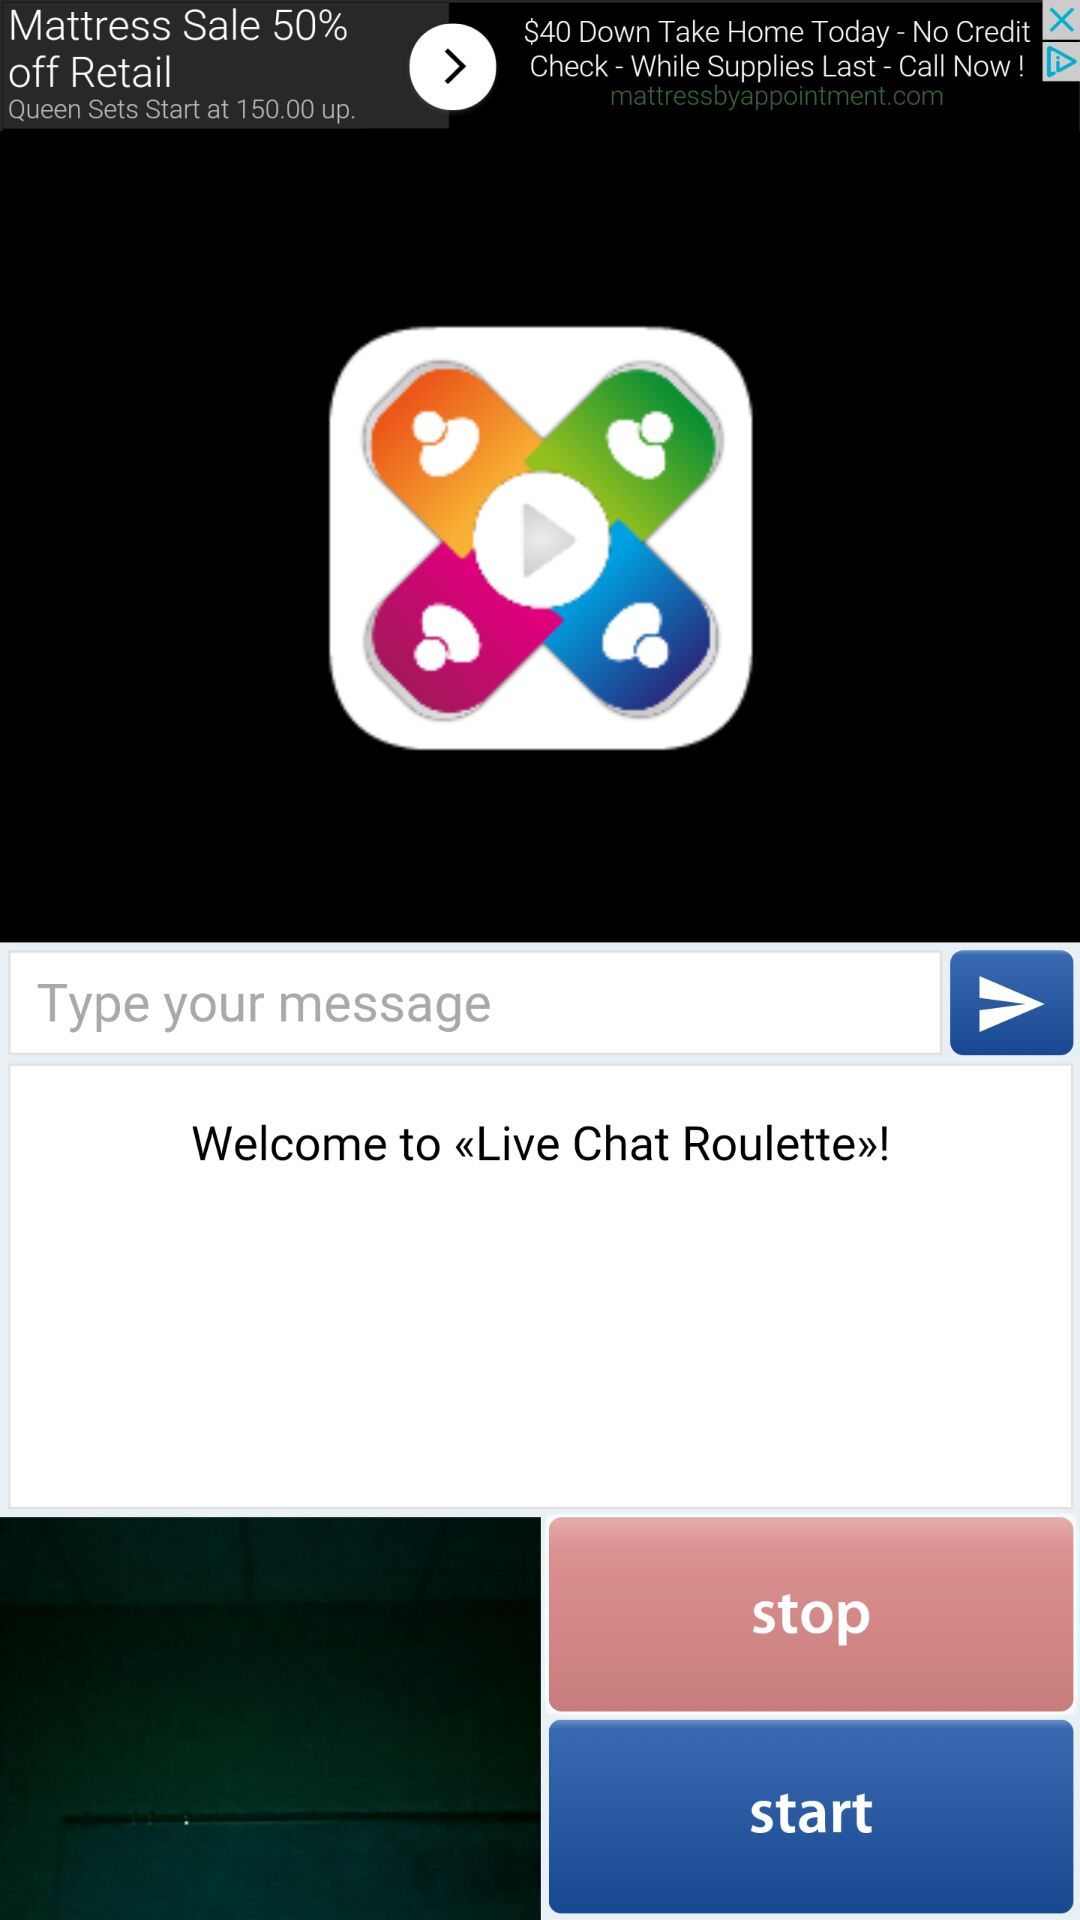 Mattress Sale 50%
off Retail
Queen Sets Start at 150.00 up.
$40 Down Take Home Today - No Credit
Check - While Supplies Last - Call Now !
mattressbyappointment.com
Type your message
Welcome to «Live Chat Roulette»!
stop
start